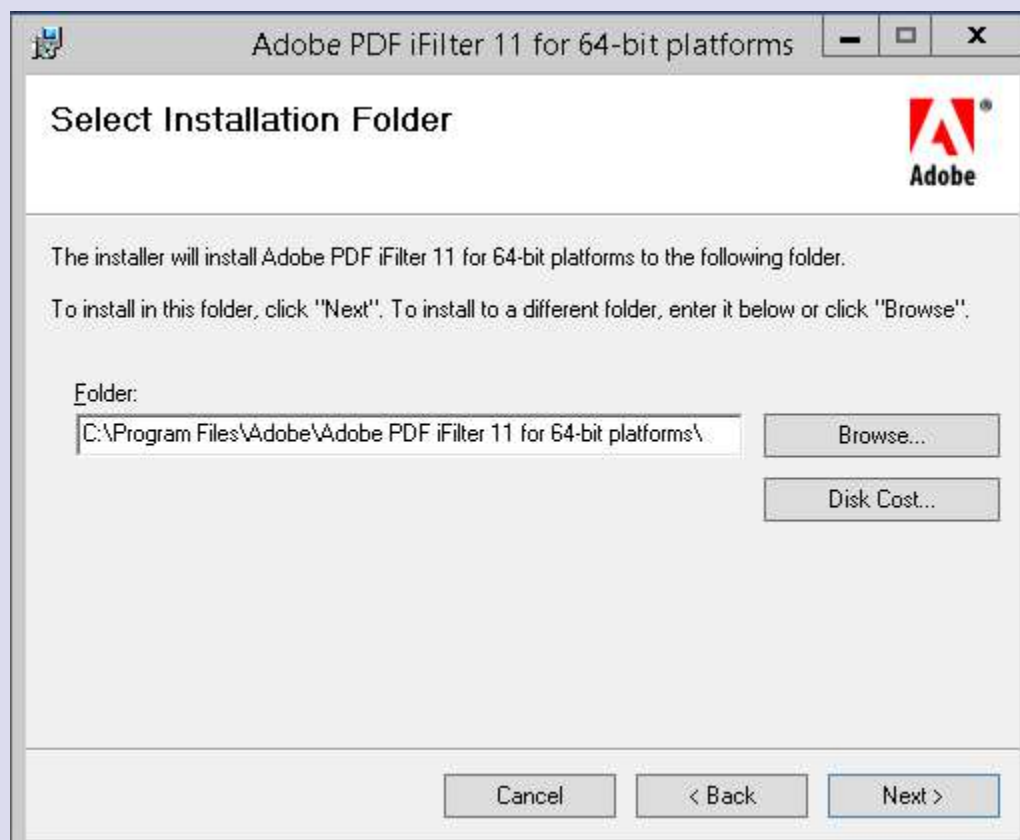 Adobe PDF iFilter 11 for 64-bit platforms
Select Installation Folder
Adobe
The installer will install Adobe PDF iFilter 11 for 64-bit platforms to the following folder.
To install in this folder, click "Next". To install to a different folder, enter it below or click "Browse".
Folder:
C:\Program Files\Adobe\Adobe PDF iFilter 11 for 64-bit platforms\
Browse...
Disk Cost...
Cancel
< Back
Next >